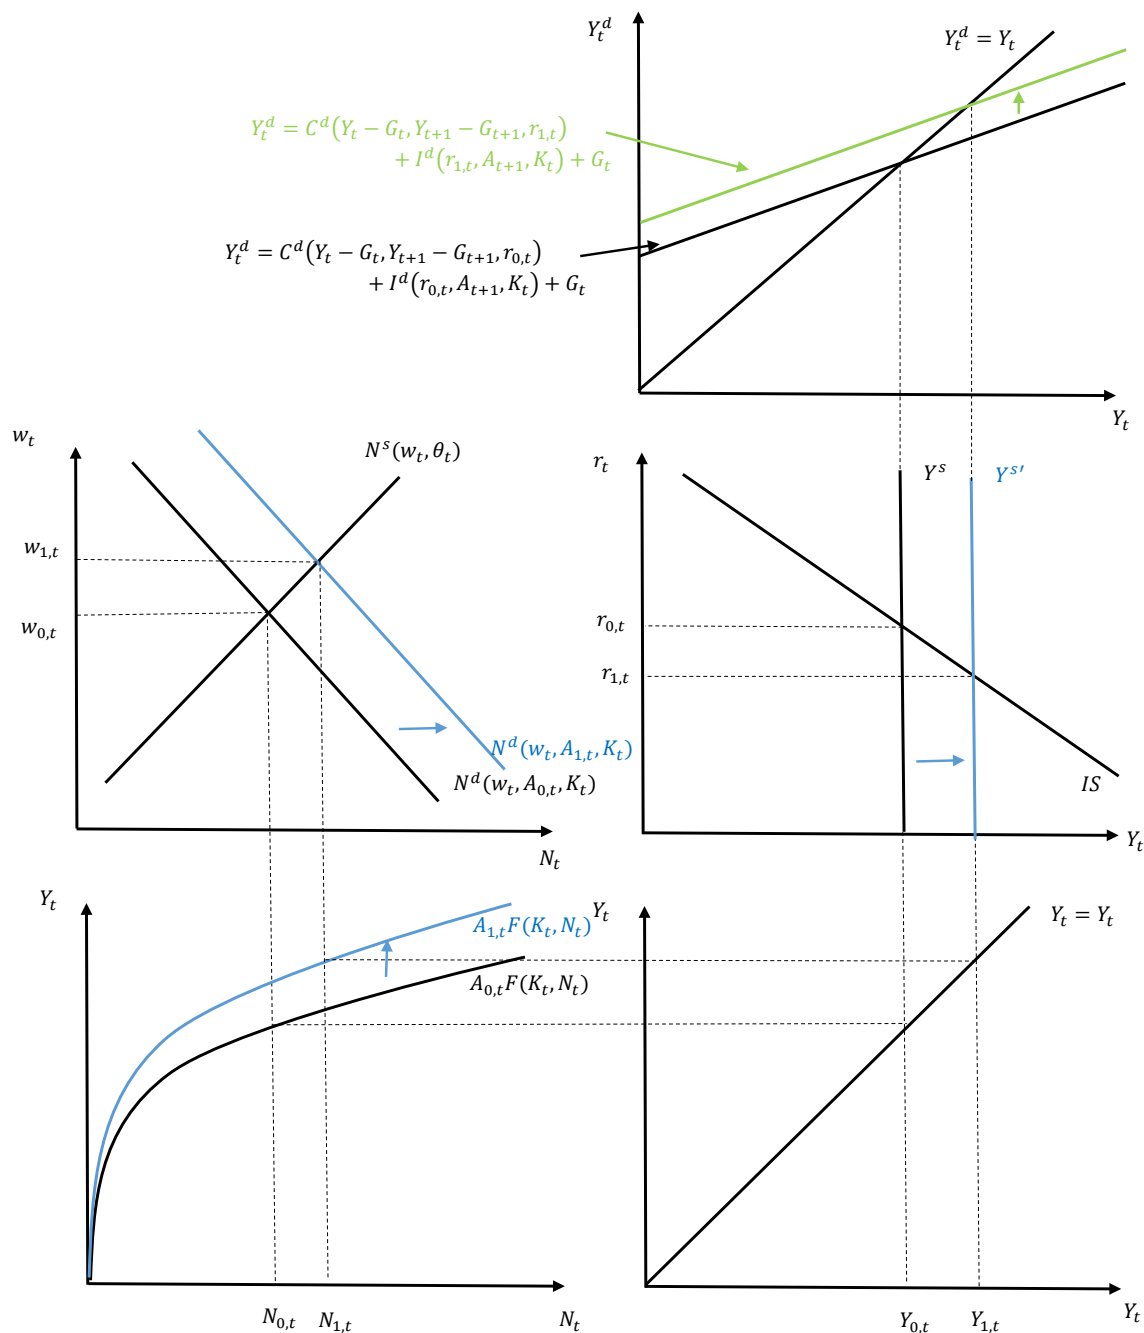 Y_t^d
Y_t^d = Y_t
Y_t^d = C^d(Y_t − G_t, Y_{t+1} − G_{t+1}, r_{1,t})
+ I^d(r_{1,t}, A_{t+1}, K_t) + G_t
Y_t^d = C^d(Y_t − G_t, Y_{t+1} − G_{t+1}, r_{0,t})
+ I^d(r_{0,t}, A_{t+1}, K_t) + G_t
Y_t
w_t
N^s(w_t, θ_t)
w_{1,t}
w_{0,t}
N^d(w_t, A_{1,t}, K_t)
N^d(w_t, A_{0,t}, K_t)
N_t
r_t
Y^s
Y^{s′}
r_{0,t}
r_{1,t}
IS
Y_t
Y_t
A_{1,t}F(K_t, N_t)
A_{0,t}F(K_t, N_t)
N_{0,t}
N_{1,t}
N_t
Y_t
Y_t = Y_t
Y_{0,t}
Y_{1,t}
Y_t